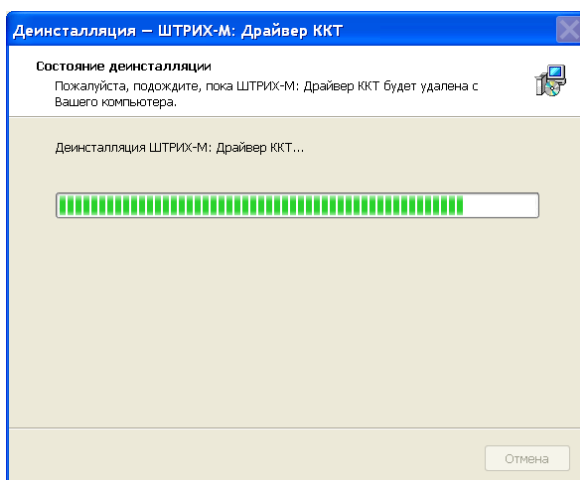 Деинсталляция — ШТРИХ-М: Драйвер ККТ
Состояние деинсталляции
Пожалуйста, подождите, пока ШТРИХ-М: Драйвер ККТ будет удалена с
Вашего компьютера.
Деинсталляция ШТРИХ-М: Драйвер ККТ...
Отмена